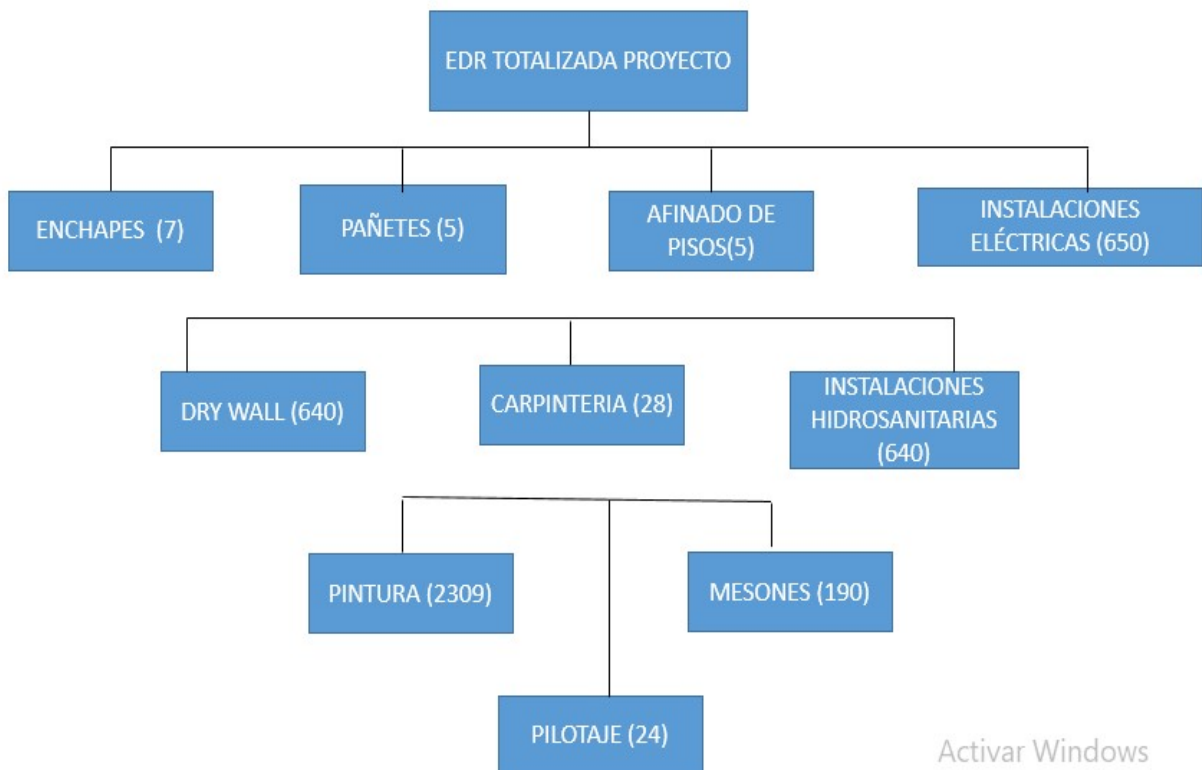 EDR TOTALIZADA PROYECTO
ENCHAPES (7)
PAÑETES (5)
AFINADO DE
PISOS(5)
INSTALACIONES
ELÉCTRICAS (650)
DRY WALL (640)
CARPINTERIA (28)
INSTALACIONES
HIDROSANITARIAS
(640)
PINTURA (2309)
MESONES (190)
PILOTAJE (24)
Activar Windows